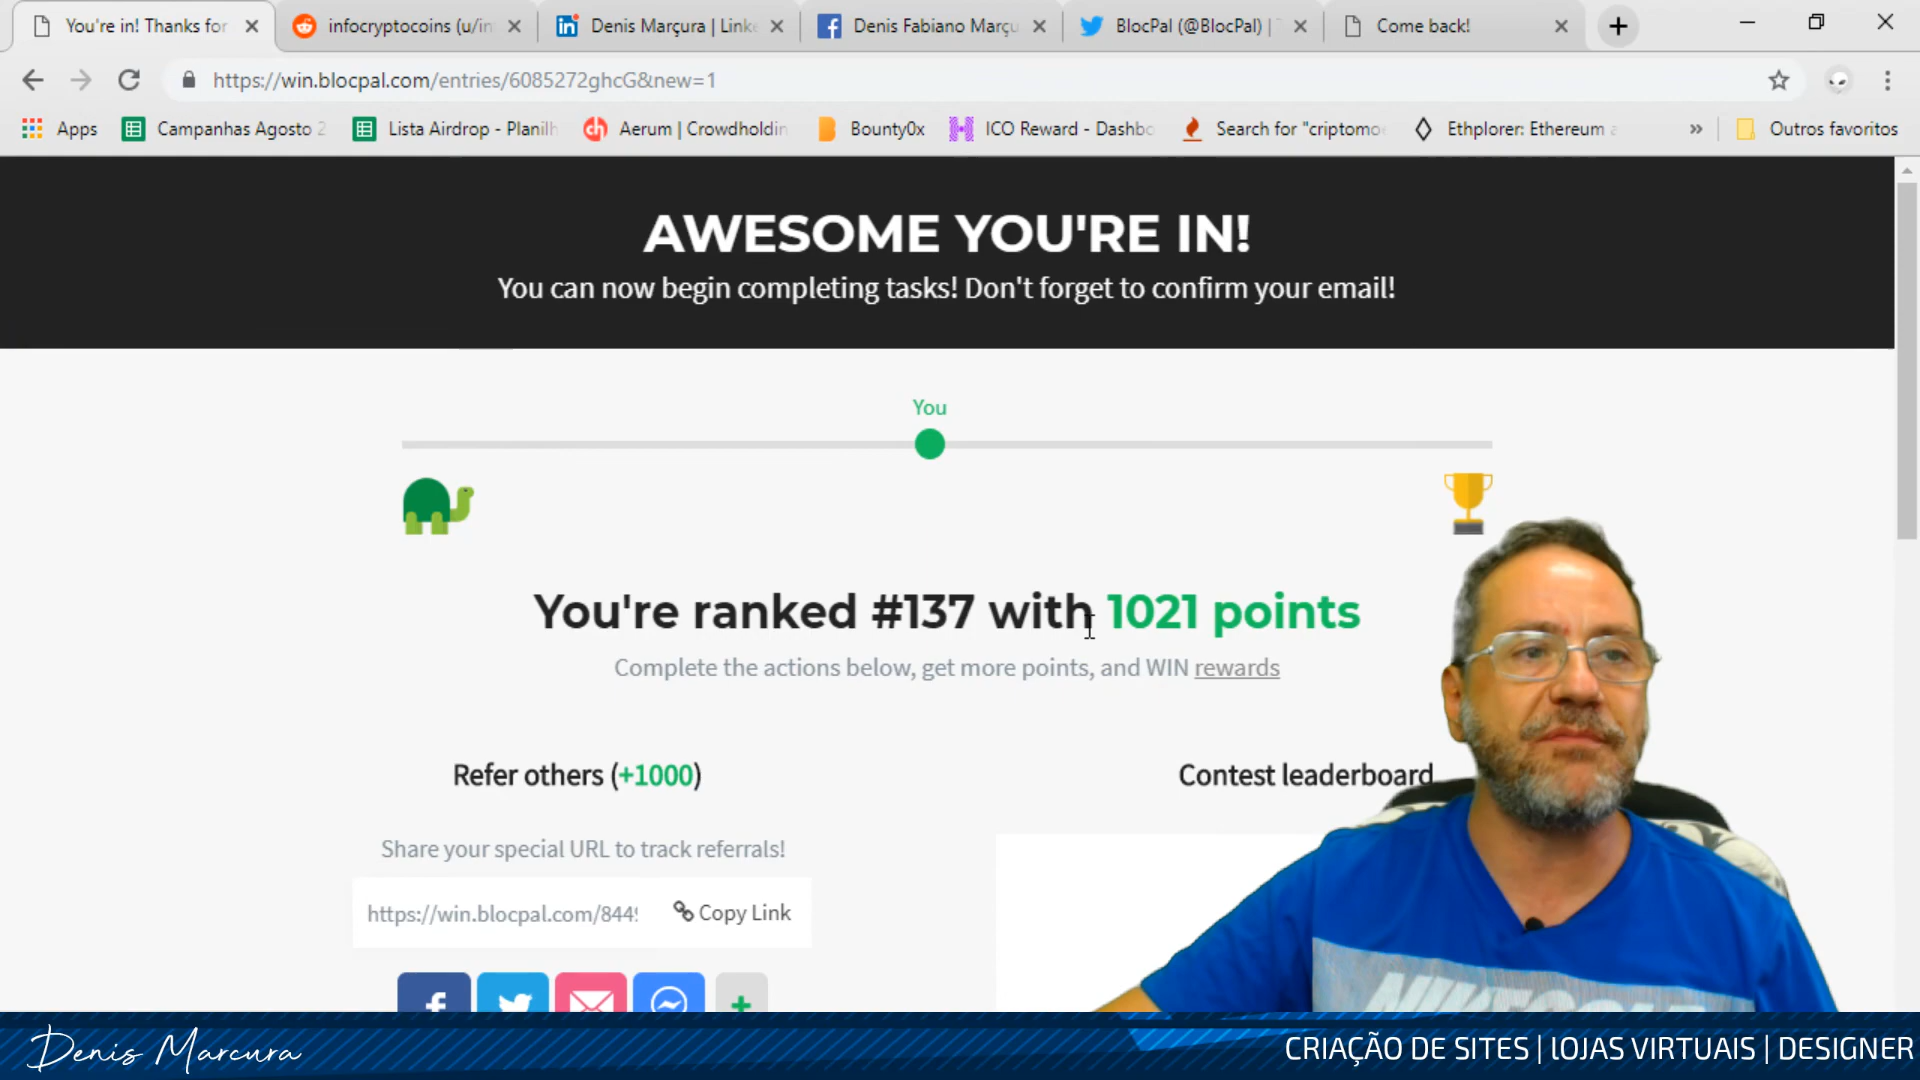 You're in! Thanks for
infocryptocoins (u/in
Denis Marçura | Linke
Denis Fabiano Març
BlocPal (@BlocPal) |
Come back!
https://win.blocpal.com/entries/6085272ghcG&new=1
Apps
Campanhas Agosto 2
Lista Airdrop - Planilh
Aerum | Crowdholdin
Bounty0x
ICO Reward - Dashbo
Search for "criptomo
Ethplorer: Ethereum a
» Outros favoritos
AWESOME YOU'RE IN!
You can now begin completing tasks! Don't forget to confirm your email!
You
You're ranked #137 with 1021 points
Complete the actions below, get more points, and WIN rewards
Refer others (+1000)
Contest leaderboard
Share your special URL to track referrals!
https://win.blocpal.com/844
Copy Link
Denis Marcura
CRIAÇÃO DE SITES | LOJAS VIRTUAIS | DESIGNER